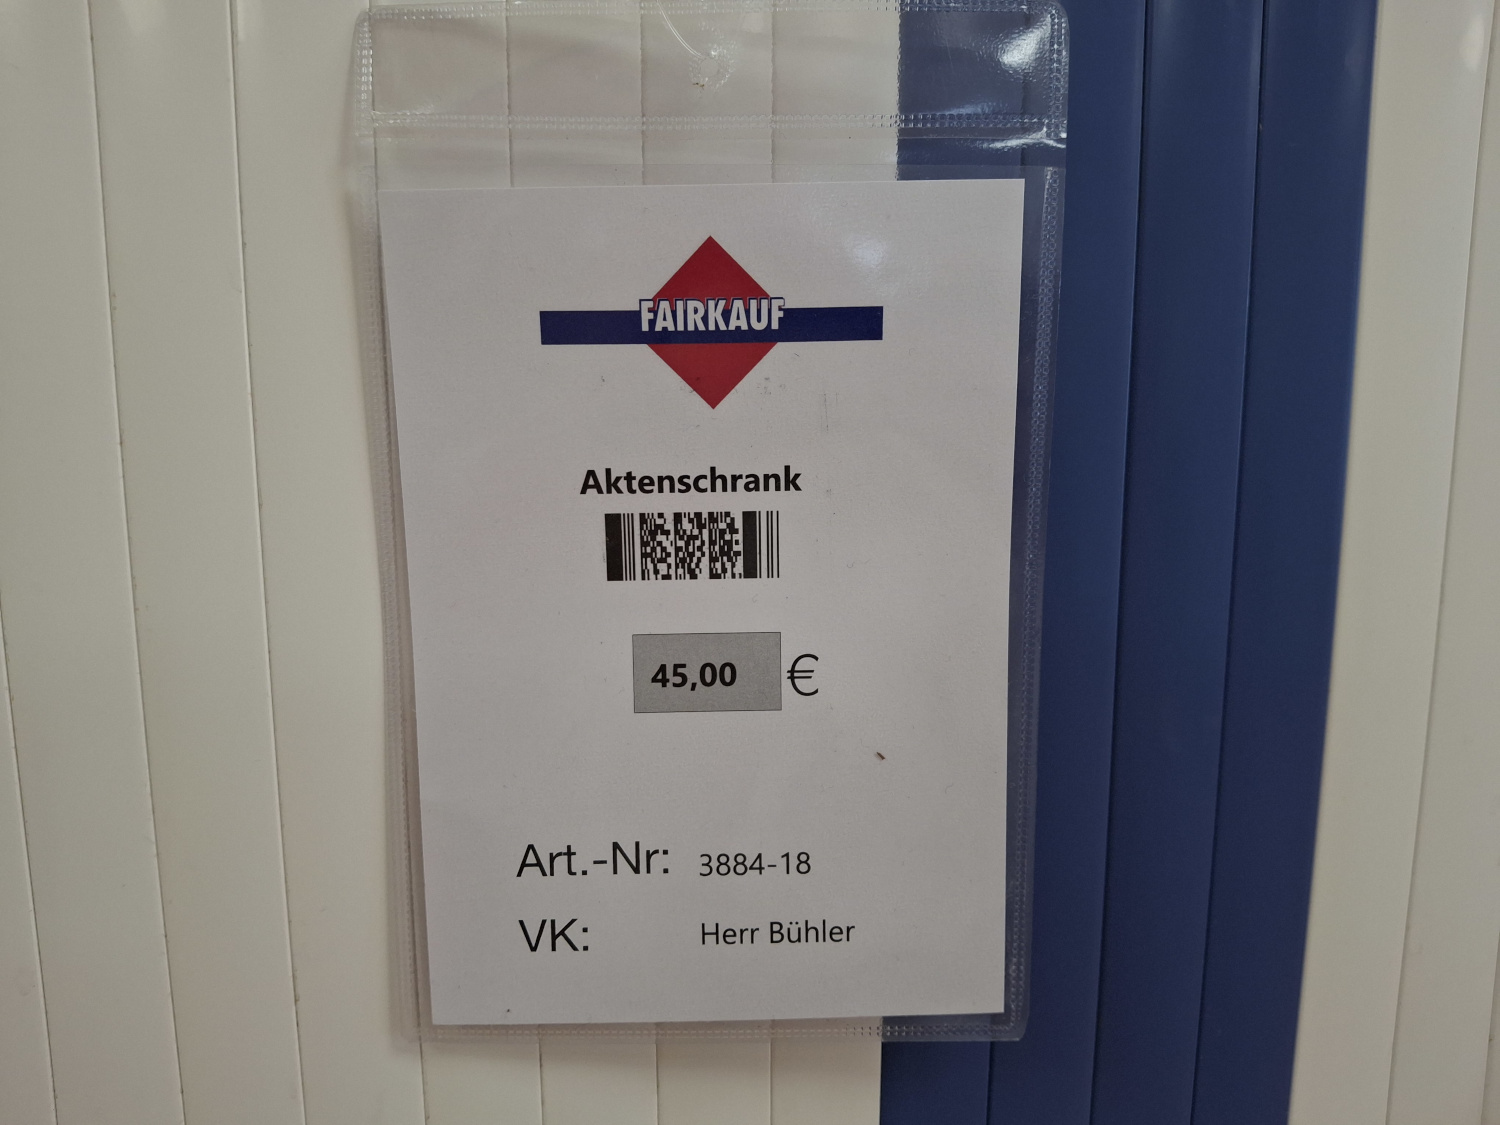 FAIRKAUF
Aktenschrank
45,00 €
Art.-Nr: 3884-18
VK: Herr Bühler